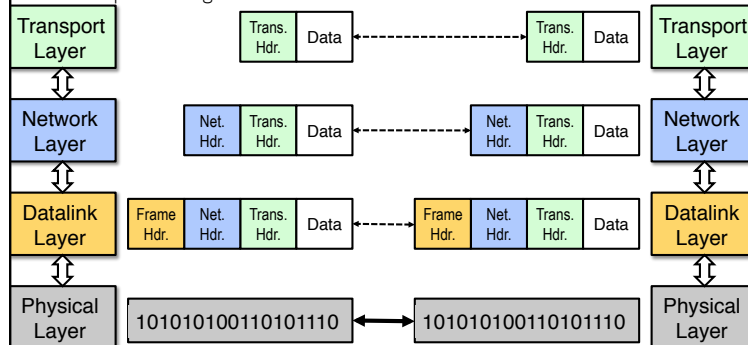 Transport Layer
Trans. Hdr. Data
Trans. Hdr. Data
Transport Layer
Network Layer
Net. Hdr. Trans. Hdr. Data
Net. Hdr. Trans. Hdr. Data
Network Layer
Datalink Layer
Frame Hdr. Net. Hdr. Trans. Hdr. Data
Frame Hdr. Net. Hdr. Trans. Hdr. Data
Datalink Layer
Physical Layer
101010100110101110
101010100110101110
Physical Layer